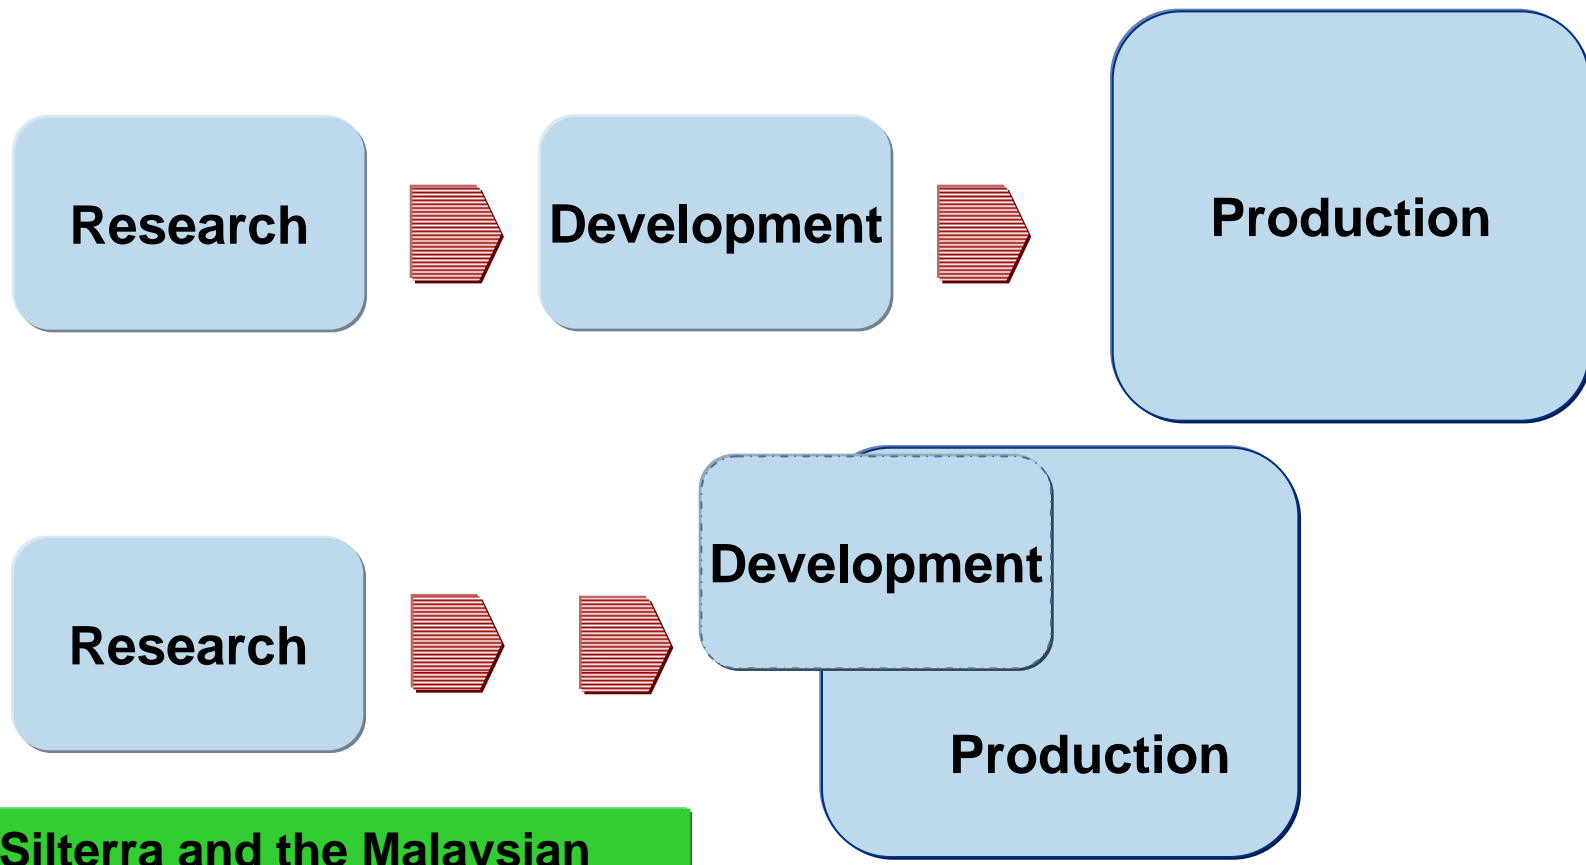 Research
Development
Production
Research
Development
Production
Silterra and the Malaysian